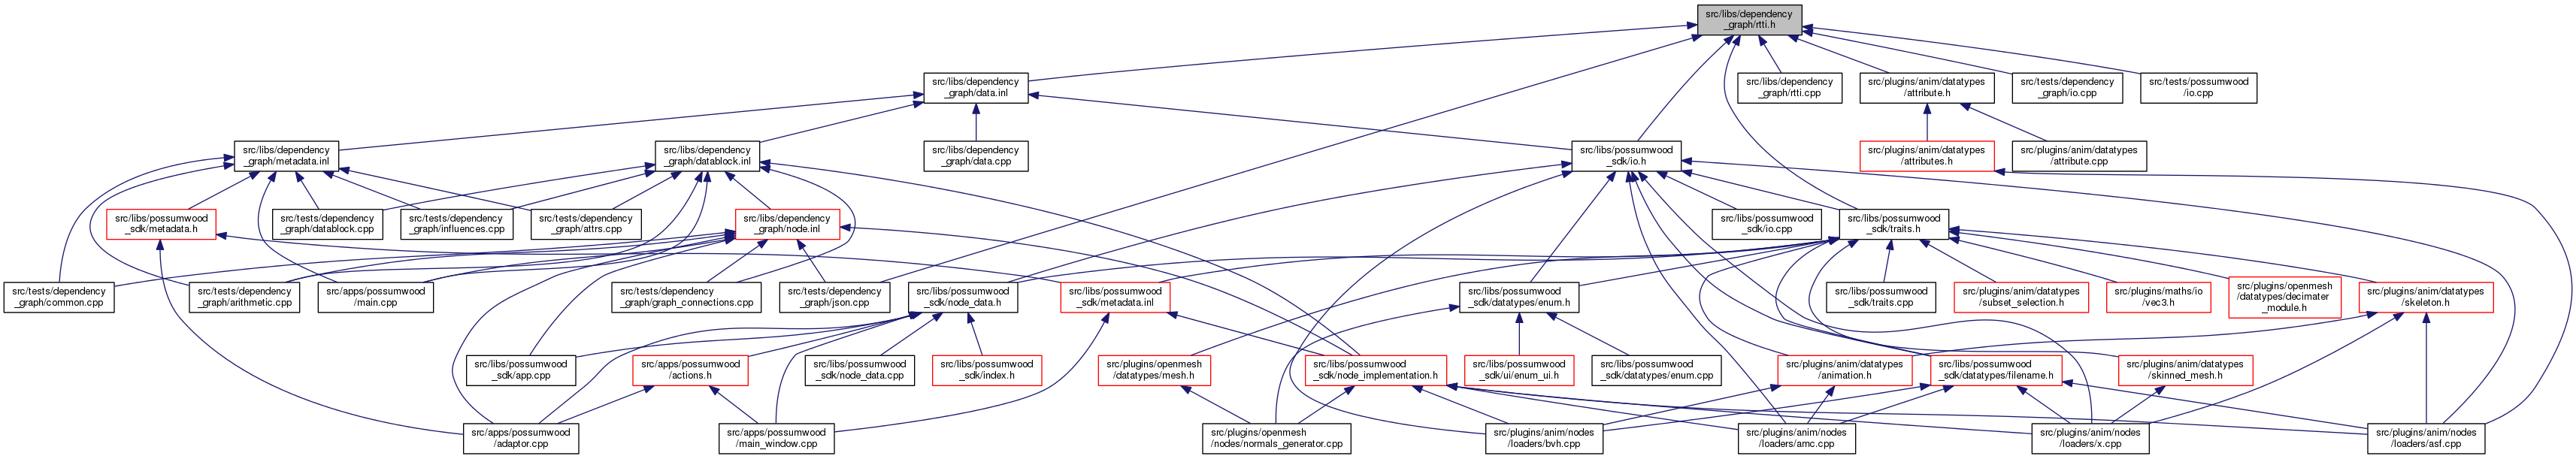 src/libs/dependency
_graph/rtti.h
src/libs/dependency
_graph/data.inl
src/libs/dependency
_graph/rtti.cpp
src/plugins/anim/datatypes
/attribute.h
src/tests/dependency
_graph/io.cpp
src/tests/possumwood
/io.cpp
src/libs/dependency
_graph/metadata.inl
src/libs/dependency
_graph/datablock.inl
src/libs/dependency
_graph/data.cpp
src/libs/possumwood
_sdk/io.h
src/plugins/anim/datatypes
/attributes.h
src/plugins/anim/datatypes
/attribute.cpp
src/libs/possumwood
_sdk/metadata.h
src/tests/dependency
_graph/datablock.cpp
src/tests/dependency
_graph/influences.cpp
src/tests/dependency
_graph/attrs.cpp
src/libs/dependency
_graph/node.inl
src/libs/possumwood
_sdk/io.cpp
src/libs/possumwood
_sdk/traits.h
src/tests/dependency
_graph/common.cpp
src/tests/dependency
_graph/arithmetic.cpp
src/apps/possumwood
/main.cpp
src/tests/dependency
_graph/graph_connections.cpp
src/tests/dependency
_graph/json.cpp
src/libs/possumwood
_sdk/node_data.h
src/libs/possumwood
_sdk/metadata.inl
src/libs/possumwood
_sdk/datatypes/enum.h
src/libs/possumwood
_sdk/traits.cpp
src/plugins/anim/datatypes
/subset_selection.h
src/plugins/maths/io
/vec3.h
src/plugins/openmesh
/datatypes/decimater
_module.h
src/plugins/anim/datatypes
/skeleton.h
src/libs/possumwood
_sdk/app.cpp
src/apps/possumwood
/actions.h
src/libs/possumwood
_sdk/node_data.cpp
src/libs/possumwood
_sdk/index.h
src/plugins/openmesh
/datatypes/mesh.h
src/libs/possumwood
_sdk/node_implementation.h
src/libs/possumwood
_sdk/ui/enum_ui.h
src/libs/possumwood
_sdk/datatypes/enum.cpp
src/plugins/anim/datatypes
/animation.h
src/libs/possumwood
_sdk/datatypes/filename.h
src/plugins/anim/datatypes
/skinned_mesh.h
src/apps/possumwood
/adaptor.cpp
src/apps/possumwood
/main_window.cpp
src/plugins/openmesh
/nodes/normals_generator.cpp
src/plugins/anim/nodes
/loaders/bvh.cpp
src/plugins/anim/nodes
/loaders/amc.cpp
src/plugins/anim/nodes
/loaders/x.cpp
src/plugins/anim/nodes
/loaders/asf.cpp